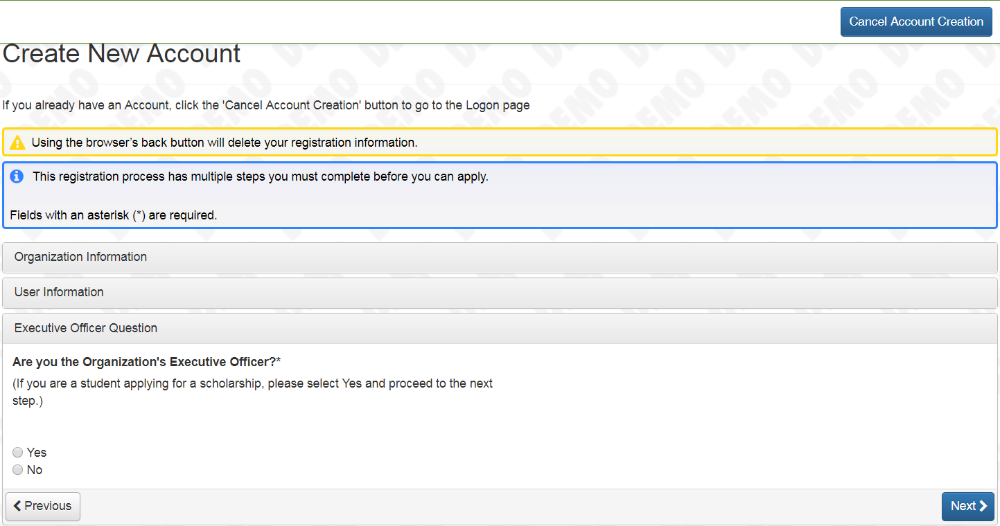 Cancel Account Creation
Create New Account
If you already have an Account, click the 'Cancel Account Creation' button to go to the Logon page
Using the browser’s back button will delete your registration information.
This registration process has multiple steps you must complete before you can apply.
Fields with an asterisk (*) are required.
Organization Information
User Information
Executive Officer Question
Are you the Organization's Executive Officer?*
(If you are a student applying for a scholarship, please select Yes and proceed to the next
step.)
Yes
No
Previous
Next
DEMO